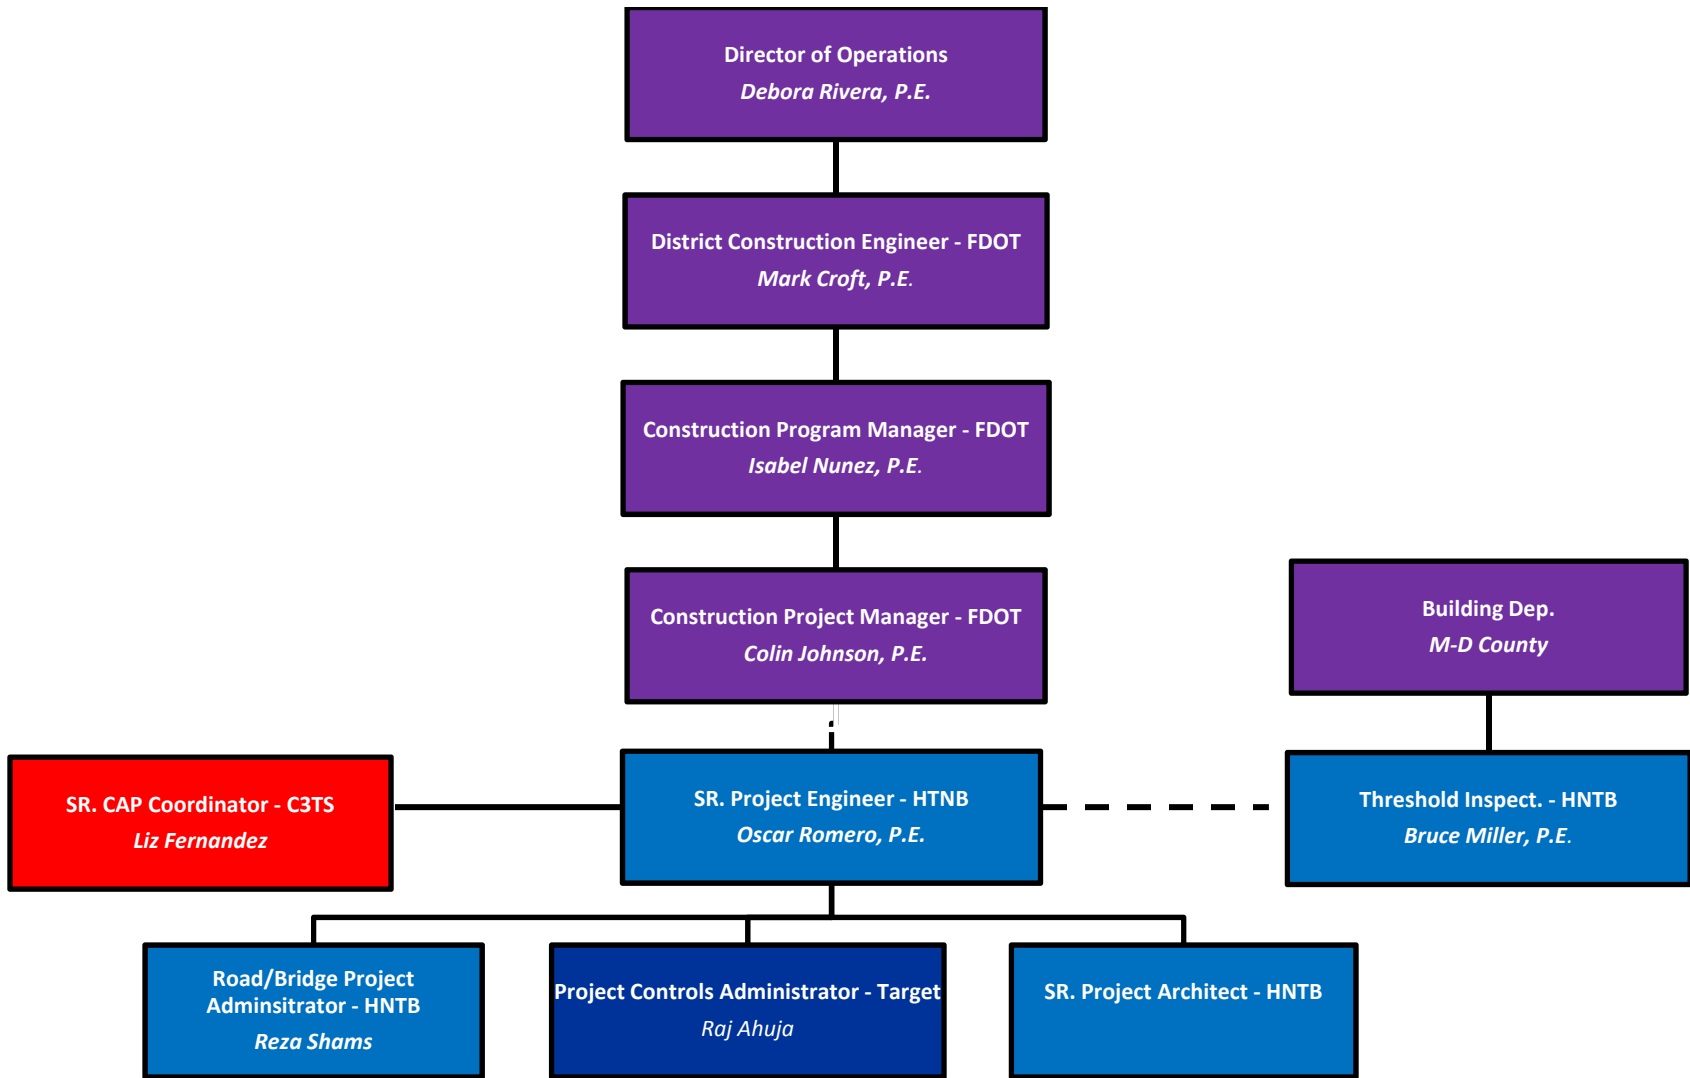 Director of Operations
Debora Rivera, P.E.
District Construction Engineer - FDOT
Mark Croft, P.E.
Construction Program Manager - FDOT
Isabel Nunez, P.E.
Construction Project Manager - FDOT
Colin Johnson, P.E.
Building Dep.
M-D County
SR. CAP Coordinator - C3TS
Liz Fernandez
SR. Project Engineer - HTNB
Oscar Romero, P.E.
Threshold Inspect. - HNTB
Bruce Miller, P.E.
Road/Bridge Project
Adminsitrator - HNTB
Reza Shams
Project Controls Administrator - Target
Raj Ahuja
SR. Project Architect - HNTB